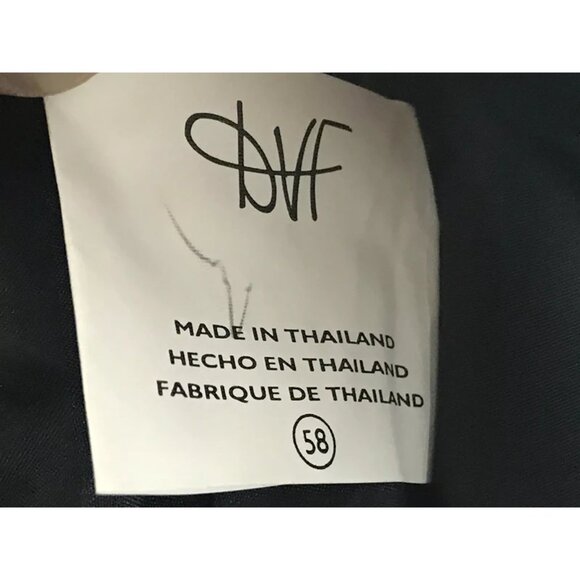 DVF
MADE IN THAILAND
HECHO EN THAILAND
FABRIQUE DE THAILAND
58